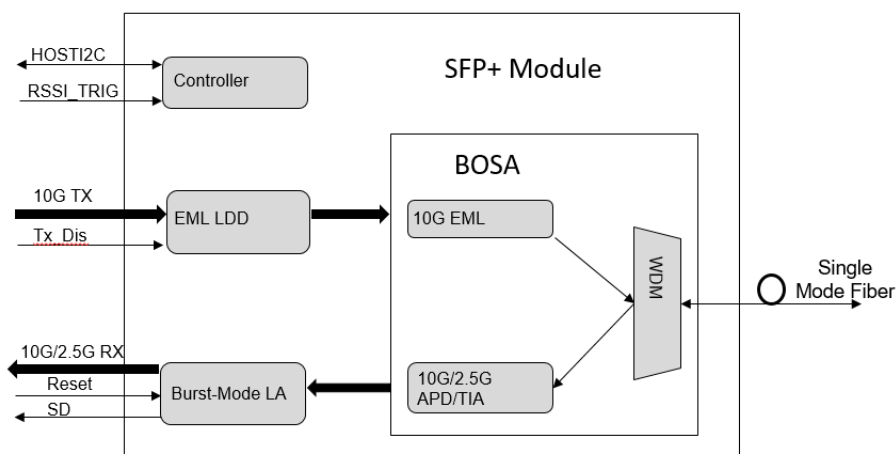 HOSTI2C
Controller
RSSI_TRIG
SFP+ Module
BOSA
10G TX
EML LDD
10G EML
Tx_Dis
WDM
Single
Mode Fiber
10G/2.5G RX
Reset
Burst-Mode LA
SD
10G/2.5G
APD/TIA